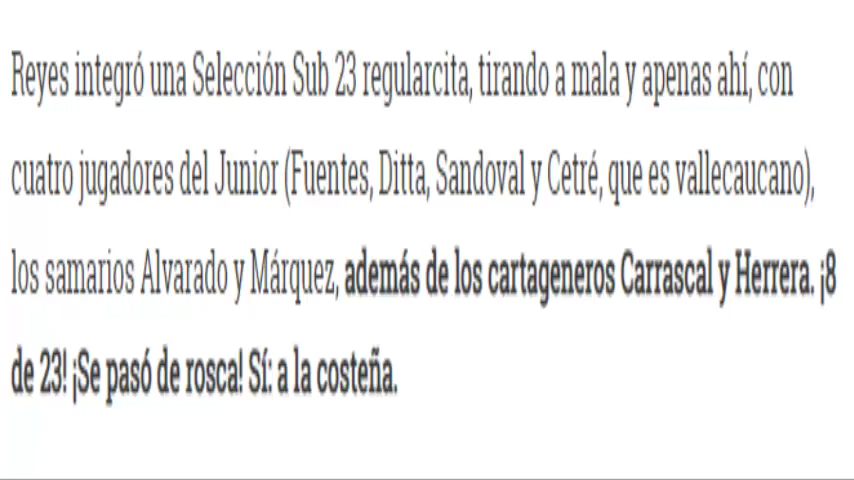 Reyes integró una Selección Sub 23 regularcita, tirando a mala y apenas ahí, con
cuatro jugadores del Junior (Fuentes, Ditta, Sandoval y Cetré, que es vallecaucano),
los samarios Alvarado y Márquez, además de los cartageneros Carrascal y Herrera. ¡8
de 23! ¡Se pasó de rosca! Sí: a la costeña.